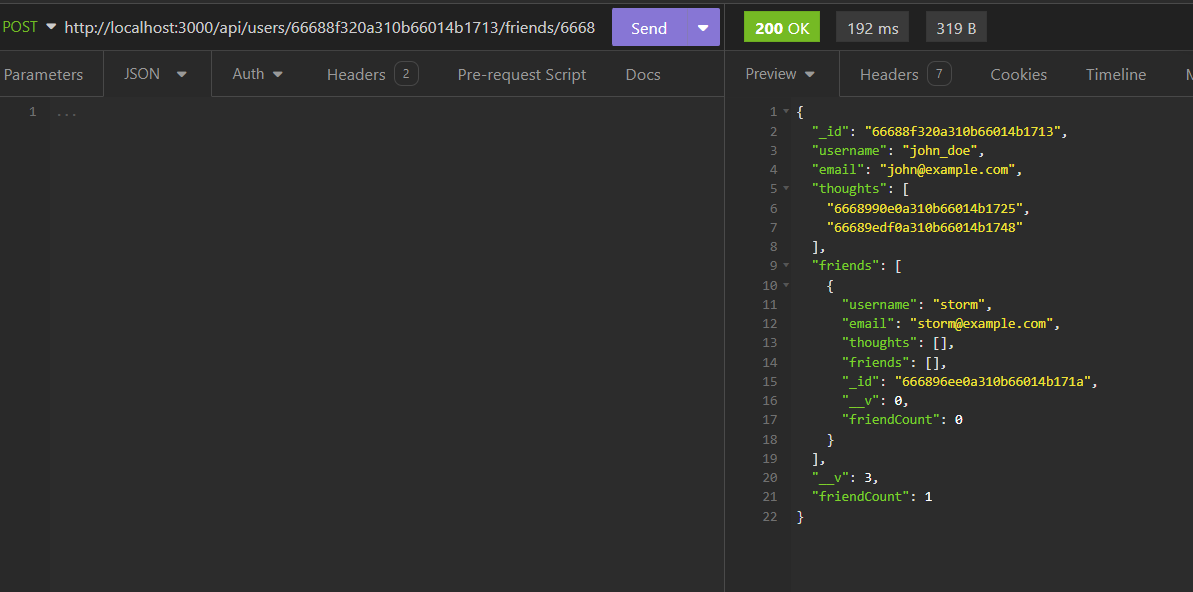 POST http://localhost:3000/api/users/66688f320a310b66014b1713/friends/6668 Send 200 OK 192 ms 319 B
Parameters JSON Auth Headers 2 Pre-request Script Docs Preview Headers 7 Cookies Timeline M
1 ...
1 {
2 "_id": "66688f320a310b66014b1713",
3 "username": "john_doe",
4 "email": "john@example.com",
5 "thoughts": [
6 "6668990e0a310b66014b1725",
7 "66689edf0a310b66014b1748"
8 ],
9 "friends": [
10 {
11 "username": "storm",
12 "email": "storm@example.com",
13 "thoughts": [],
14 "friends": [],
15 "_id": "666896ee0a310b66014b171a",
16 "__v": 0,
17 "friendCount": 0
18 }
19 ],
20 "__v": 3,
21 "friendCount": 1
22 }